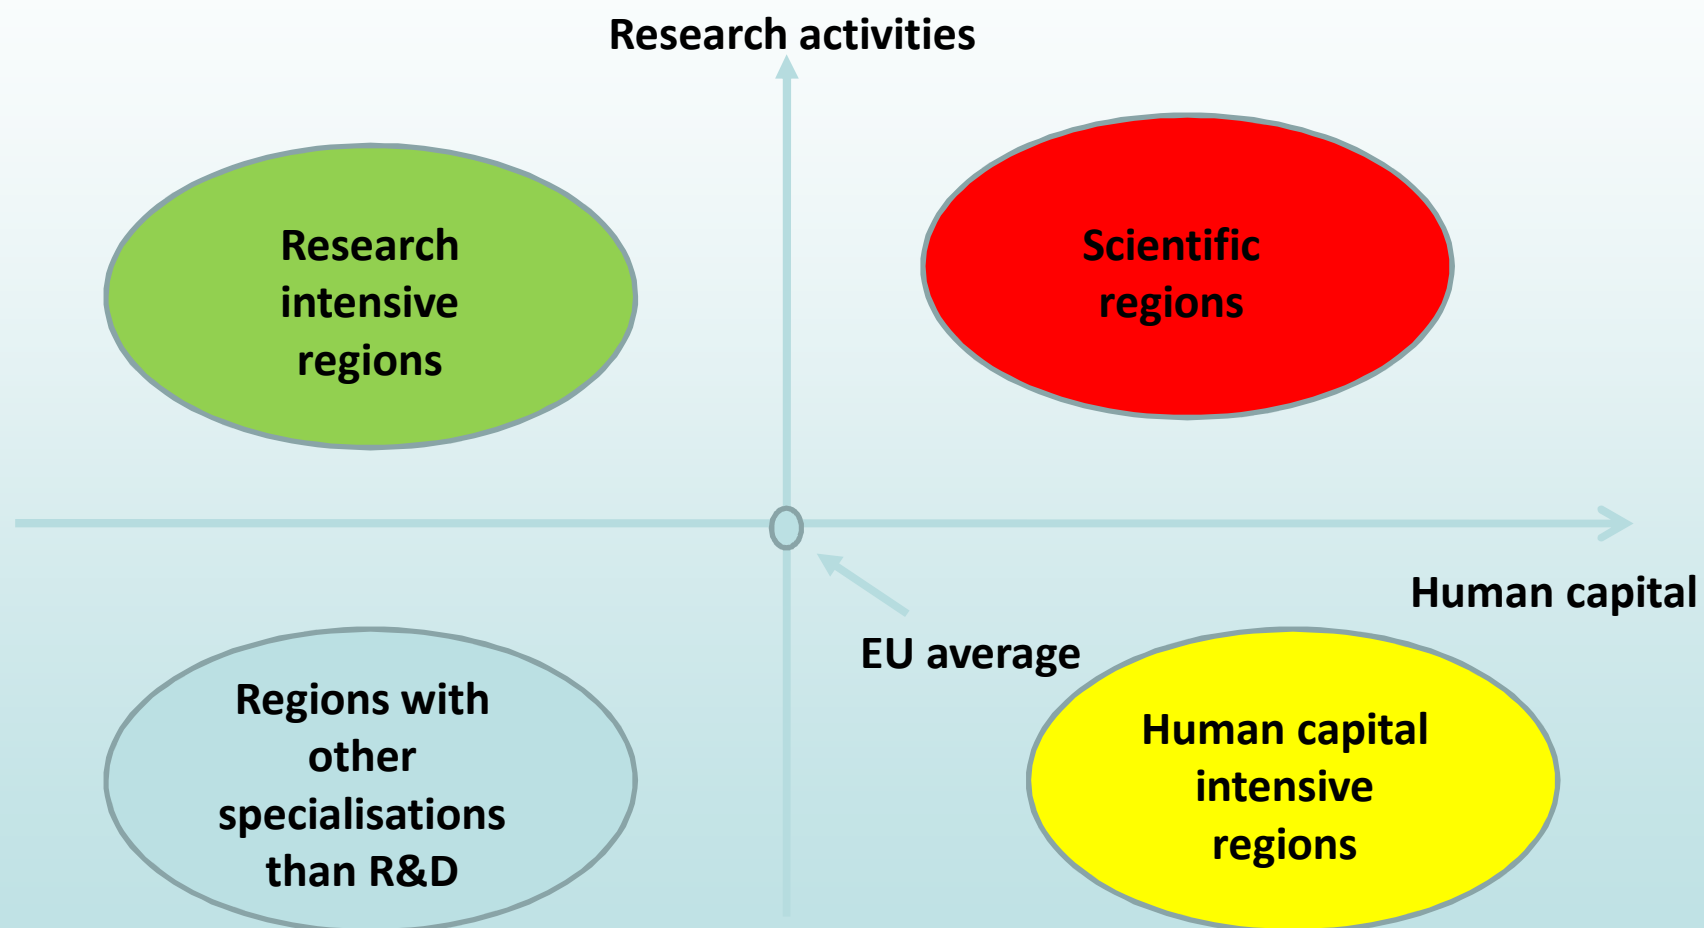 Research activities
Research
intensive
regions
Scientific
regions
Human capital
EU average
Regions with
other
specialisations
than R&D
Human capital
intensive
regions